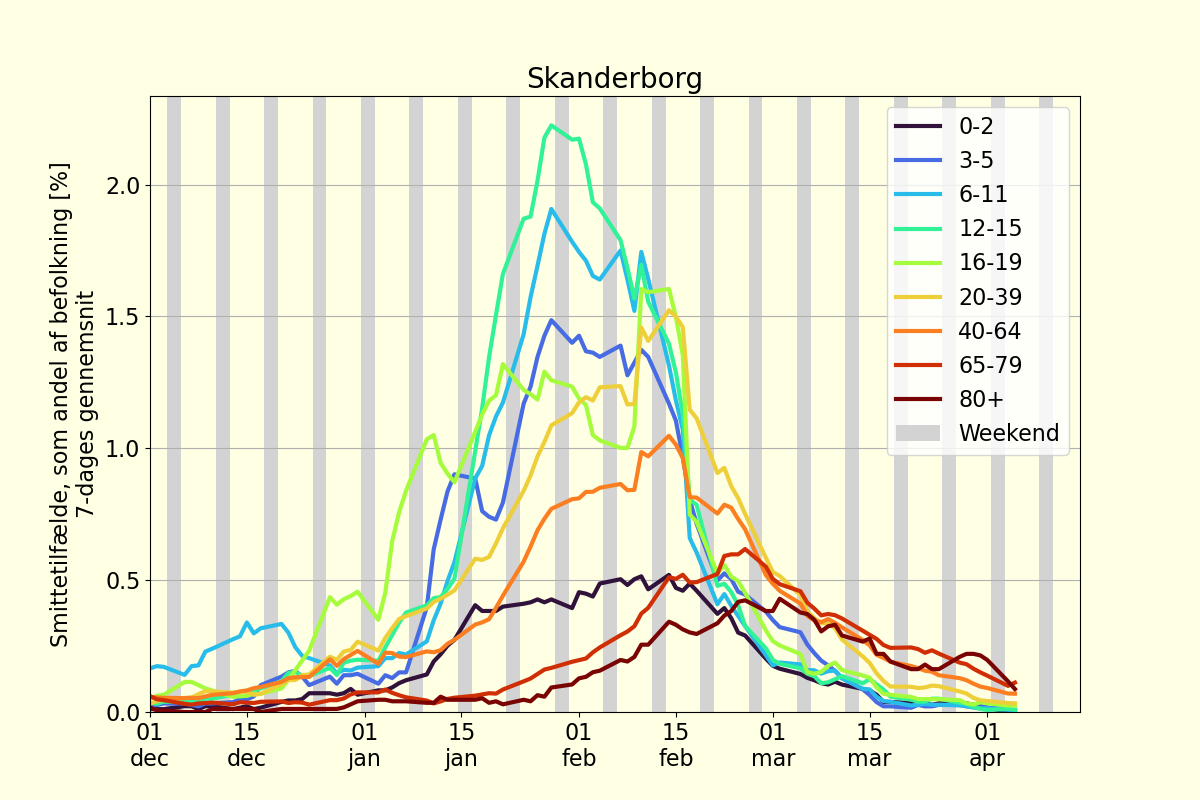 Skanderborg
Smittetilfælde, som andel af befolkning [%]
7-dages gennemsnit
2.0
1.5
1.0
0.5
0.0
01 15 01 15 01 15 01 15 01
dec dec jan jan feb feb mar mar apr
0-2
3-5
6-11
12-15
16-19
20-39
40-64
65-79
80+
Weekend